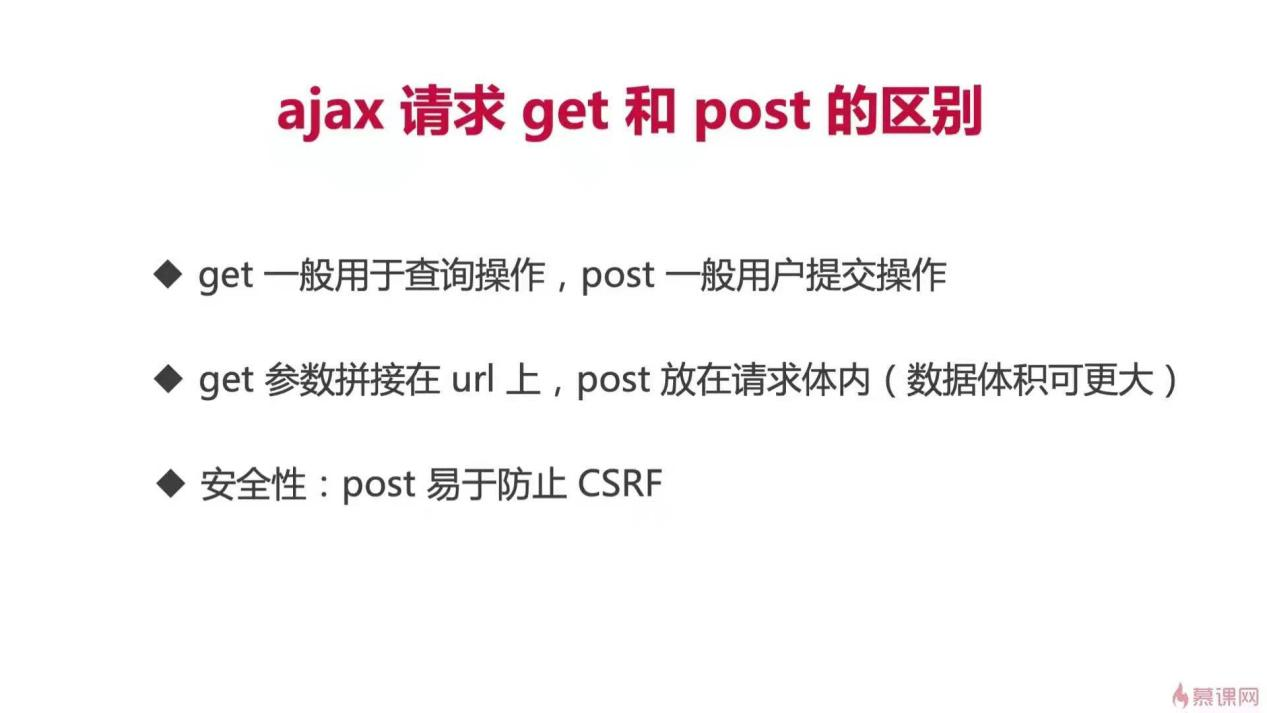 ajax 请求 get 和 post 的区别
◆ get 一般用于查询操作，post 一般用户提交操作
◆ get 参数拼接在 url 上，post 放在请求体内（数据体积可更大）
◆ 安全性：post 易于防止 CSRF
慕课网